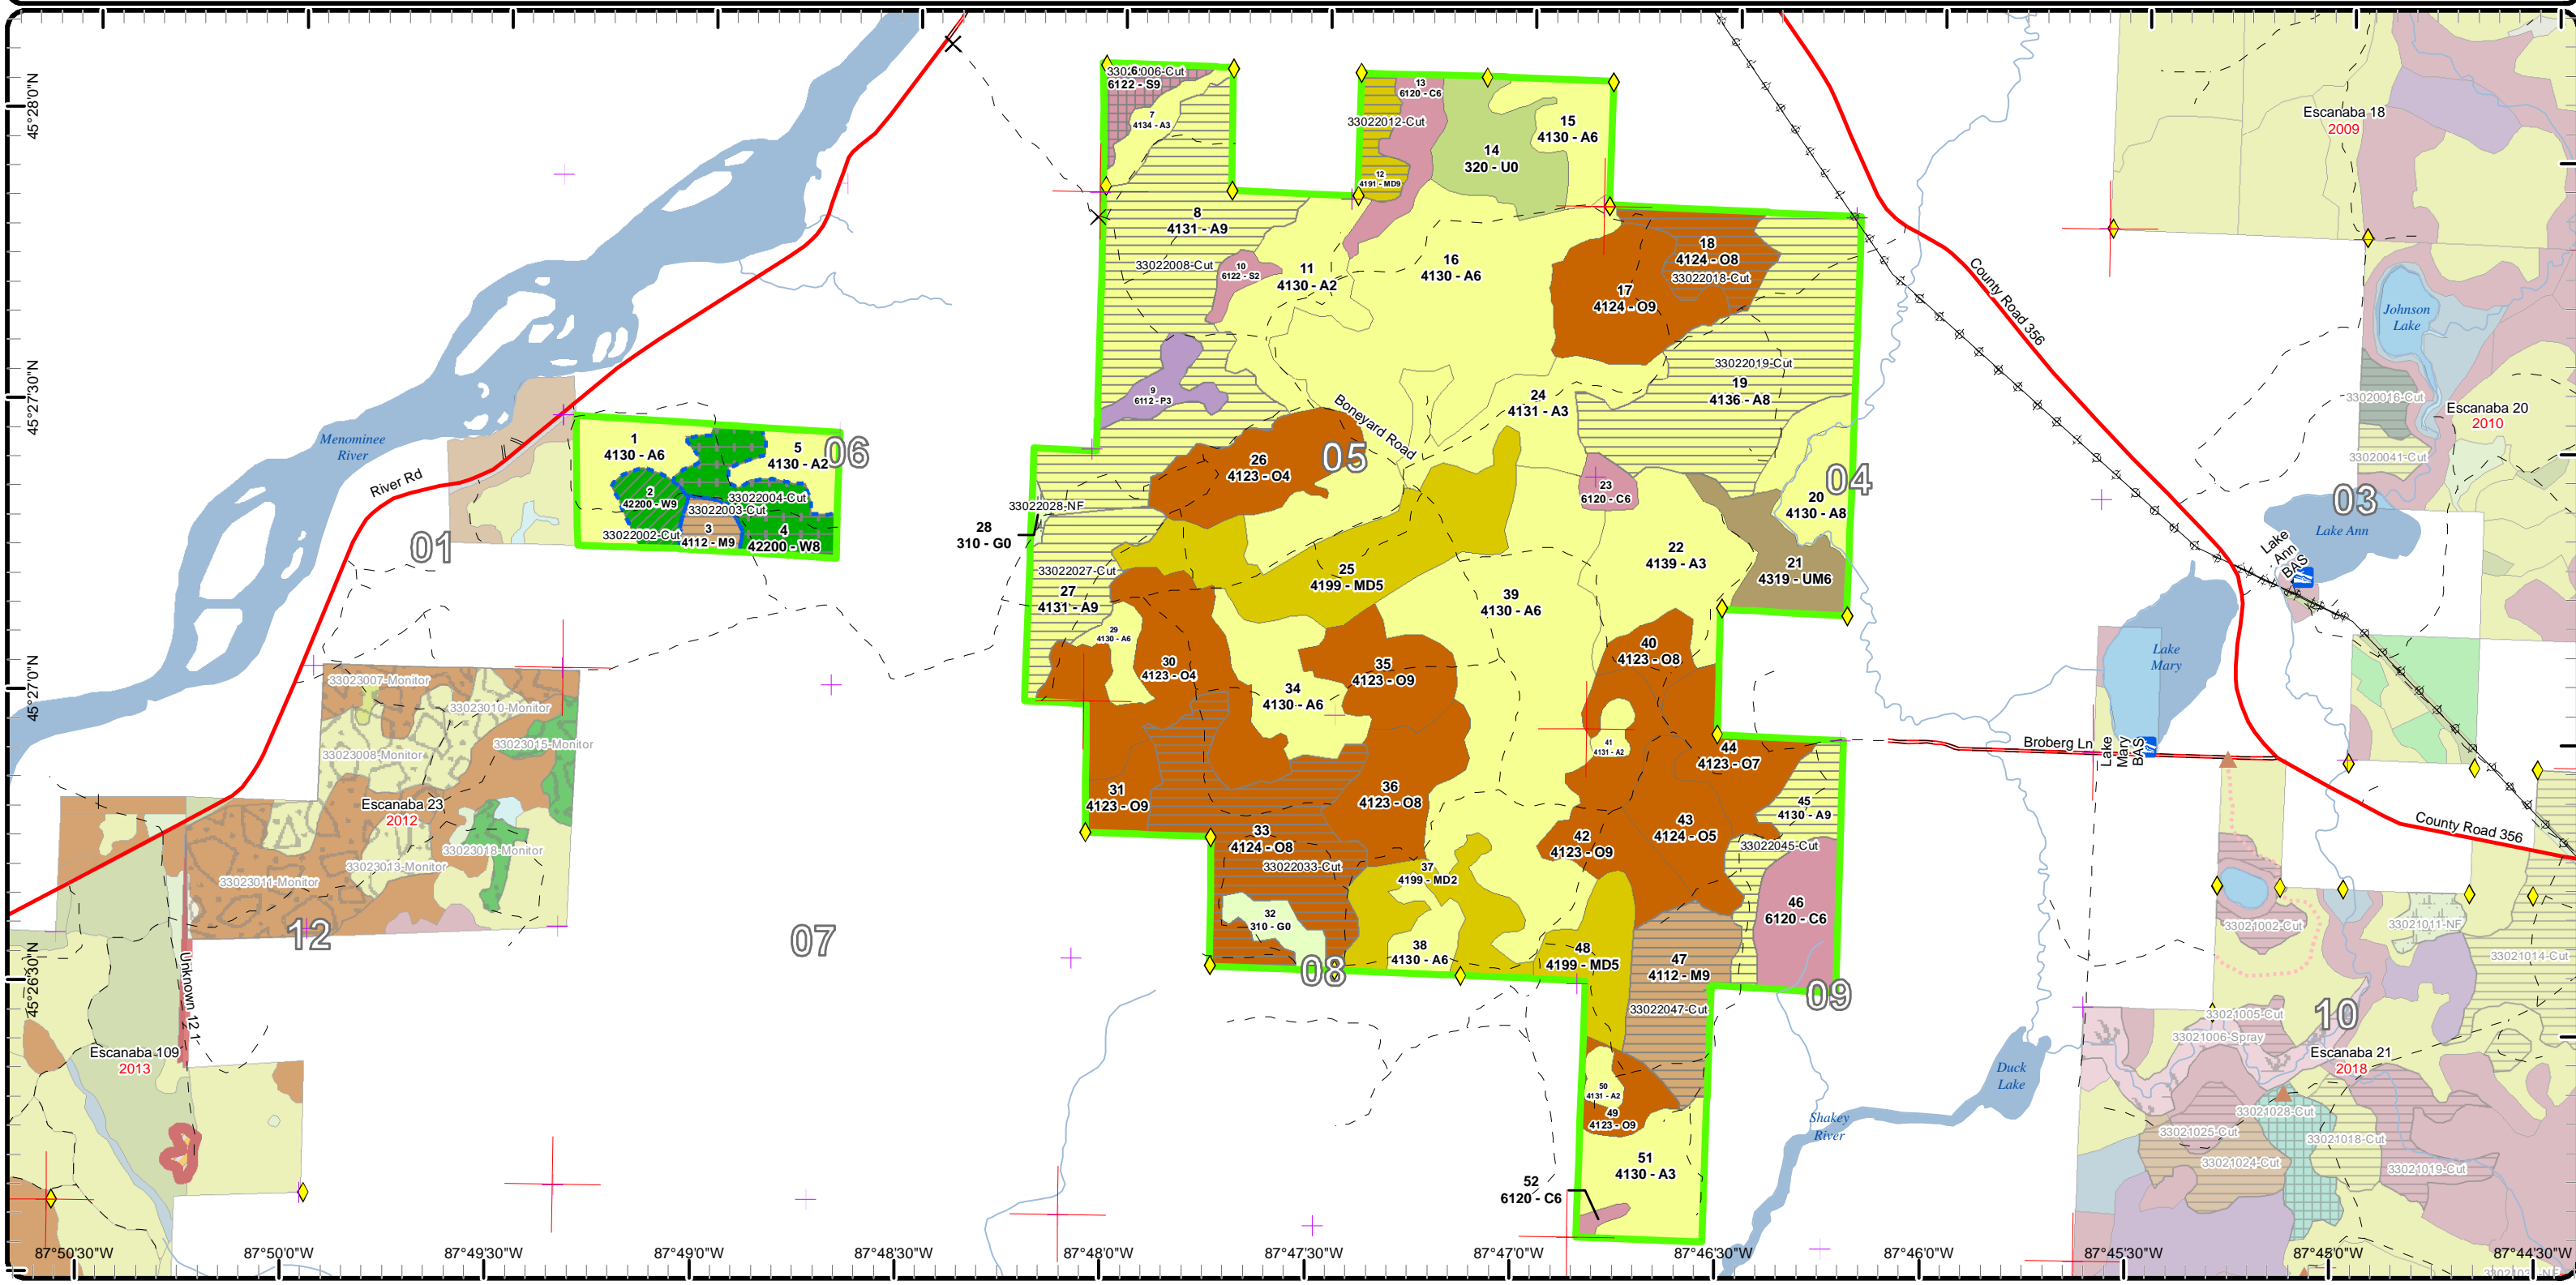 33022006-Cut
6
6122 - S9
7
4134 - A3
13
6120 - C6
33022012-Cut
12
4191 - MD9
14
320 - U0
15
4130 - A6
8
4131 - A9
33022008-Cut
10
6122 - S2
11
4130 - A2
16
4130 - A6
18
4124 - O8
33022018-Cut
17
4124 - O9
33022019-Cut
19
4136 - A8
9
6112 - P3
24
4131 - A3
Boneyard Road
05
04
26
4123 - O4
23
6120 - C6
20
4130 - A8
21
4319 - UM6
22
4139 - A3
25
4199 - MD5
39
4130 - A6
33022028-NF
28
310 - G0
33022027-Cut
27
4131 - A9
29
4130 - A6
30
4123 - O4
34
4130 - A6
35
4123 - O9
40
4123 - O8
41
4131 - A2
44
4123 - O7
31
4123 - O9
36
4123 - O8
45
4130 - A9
43
4124 - O5
42
4123 - O9
33022045-Cut
33
4124 - O8
33022033-Cut
37
4199 - MD2
32
310 - G0
38
4130 - A6
48
4199 - MD5
47
4112 - M9
46
6120 - C6
08
09
33022047-Cut
50
4131 - A2
49
4123 - O9
51
4130 - A3
52
6120 - C6
1
4130 - A6
5
4130 - A2
06
2
42200 - W9
33022004-Cut
33022003-Cut
33022002-Cut
3
4112 - M9
4
42200 - W8
Menominee
River
River Rd
01
07
12
33023007-Monitor
33023010-Monitor
33023015-Monitor
33023008-Monitor
Escanaba 23
2012
33023018-Monitor
33023013-Monitor
33023011-Monitor
Unknown 12 1
Escanaba 109
2013
County Road 356
Escanaba 18
2009
Johnson
Lake
33020016-Cut
Escanaba 20
2010
33020041-Cut
03
Lake Ann
Lake
Ann
BAS
Lake
Mary
Broberg Ln
Lake
Mary
BAS
County Road 356
33021002-Cut
33021011-NF
33021014-Cut
33021005-Cut
10
33021006-Spray
Escanaba 21
2018
33021028-Cut
33021025-Cut
33021018-Cut
33021024-Cut
33021019-Cut
Duck
Lake
Shakey
River
45°28'0"N
45°27'30"N
45°27'0"N
45°26'30"N
87°50'30"W
87°50'0"W
87°49'30"W
87°49'0"W
87°48'30"W
87°48'0"W
87°47'30"W
87°47'0"W
87°46'30"W
87°46'0"W
87°45'30"W
87°45'0"W
87°44'30"W